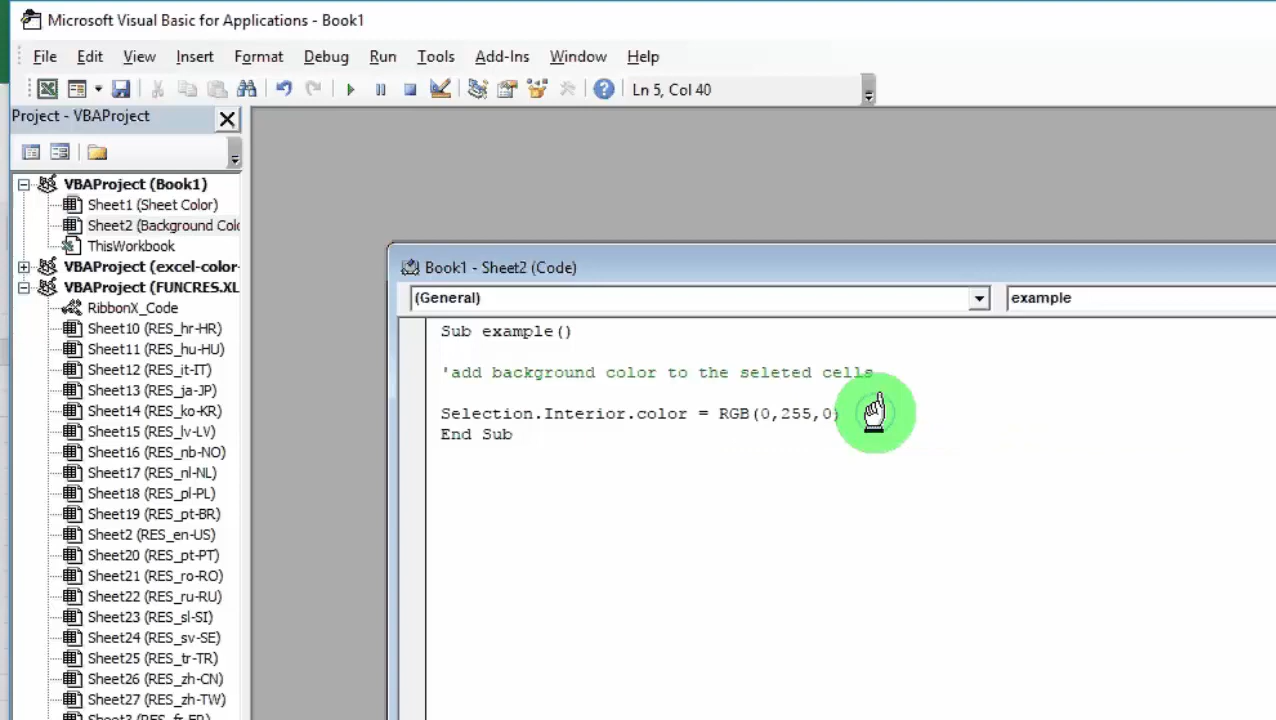 Microsoft Visual Basic for Applications - Book1
File Edit View Insert Format Debug Run Tools Add-Ins Window Help
Ln 5, Col 40
Project - VBAProject
VBAProject (Book1)
Sheet1 (Sheet Color)
Sheet2 (Background Colo
ThisWorkbook
VBAProject (excel-color-
VBAProject (FUNCRES.XL
RibbonX_Code
Sheet10 (RES_hr-HR)
Sheet11 (RES_hu-HU)
Sheet12 (RES_it-IT)
Sheet13 (RES_ja-JP)
Sheet14 (RES_ko-KR)
Sheet15 (RES_lv-LV)
Sheet16 (RES_nb-NO)
Sheet17 (RES_nl-NL)
Sheet18 (RES_pl-PL)
Sheet19 (RES_pt-BR)
Sheet2 (RES_en-US)
Sheet20 (RES_pt-PT)
Sheet21 (RES_ro-RO)
Sheet22 (RES_ru-RU)
Sheet23 (RES_sl-SI)
Sheet24 (RES_sv-SE)
Sheet25 (RES_tr-TR)
Sheet26 (RES_zh-CN)
Sheet27 (RES_zh-TW)
Sheet3 (RES_fr-FR)
Book1 - Sheet2 (Code)
(General)
example
Sub example()
'add background color to the seleted cells
Selection.Interior.color = RGB(0,255,0)
End Sub